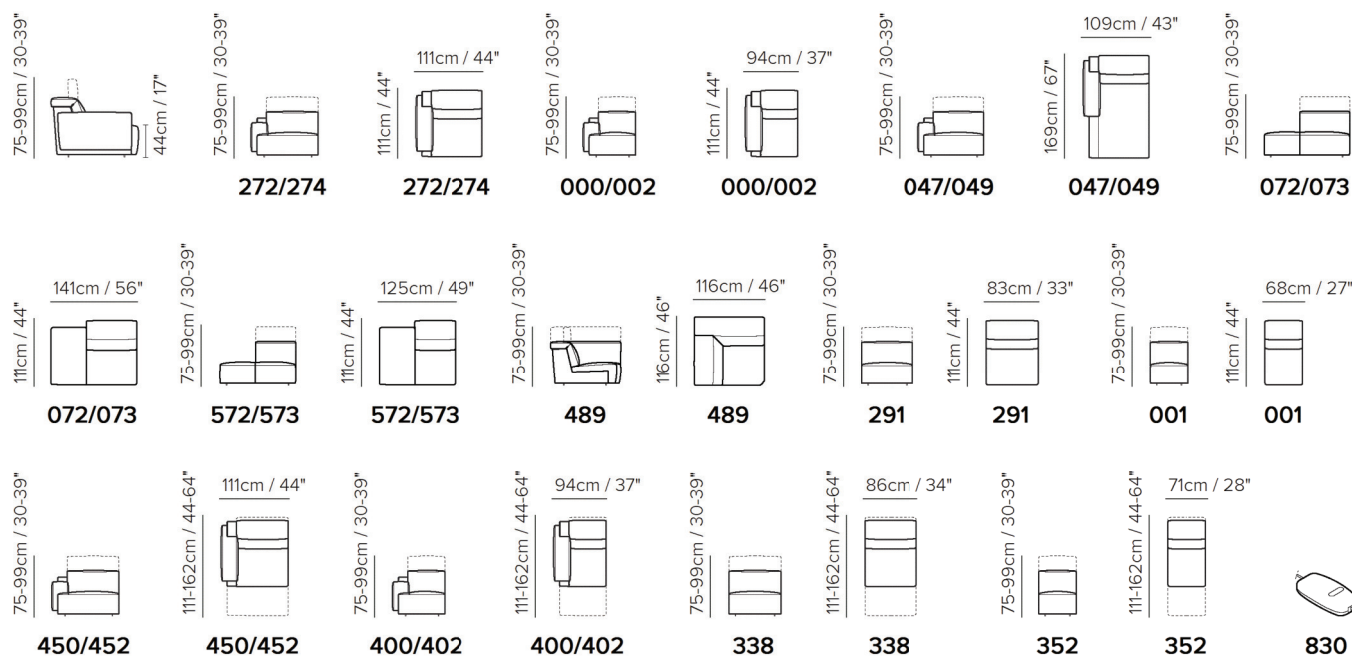 75-99cm / 30-39"
44cm / 17"
75-99cm / 30-39"
272/274
111cm / 44"
111cm / 44"
272/274
75-99cm / 30-39"
000/002
94cm / 37"
111cm / 44"
000/002
75-99cm / 30-39"
047/049
109cm / 43"
169cm / 67"
047/049
75-99cm / 30-39"
072/073
141cm / 56"
111cm / 44"
072/073
75-99cm / 30-39"
572/573
125cm / 49"
111cm / 44"
572/573
75-99cm / 30-39"
489
116cm / 46"
116cm / 46"
489
75-99cm / 30-39"
291
83cm / 33"
111cm / 44"
291
75-99cm / 30-39"
001
68cm / 27"
111cm / 44"
001
75-99cm / 30-39"
450/452
111cm / 44"
111-162cm / 44-64"
450/452
75-99cm / 30-39"
400/402
94cm / 37"
111-162cm / 44-64"
400/402
75-99cm / 30-39"
338
86cm / 34"
111-162cm / 44-64"
338
75-99cm / 30-39"
352
71cm / 28"
111-162cm / 44-64"
352
830